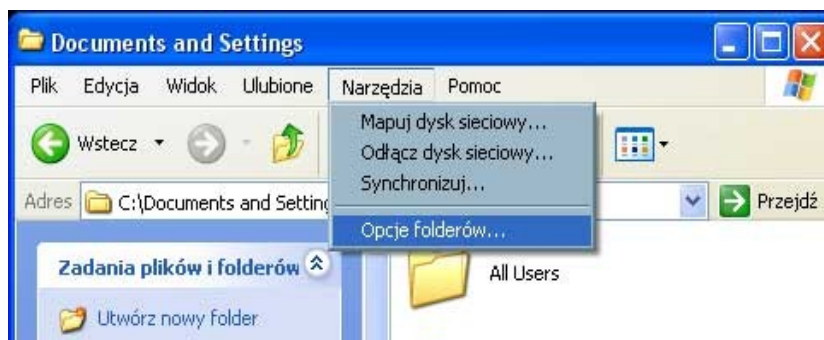 Documents and Settings
Plik Edycja Widok Ulubione Narzędzia Pomoc
Mapuj dysk sieciowy...
Wstecz
Odłącz dysk sieciowy...
Synchronizuj...
Adres C:\Documents and Setting Przejdź
Opcje folderów...
Zadania plików i folderów
All Users
Utwórz nowy folder